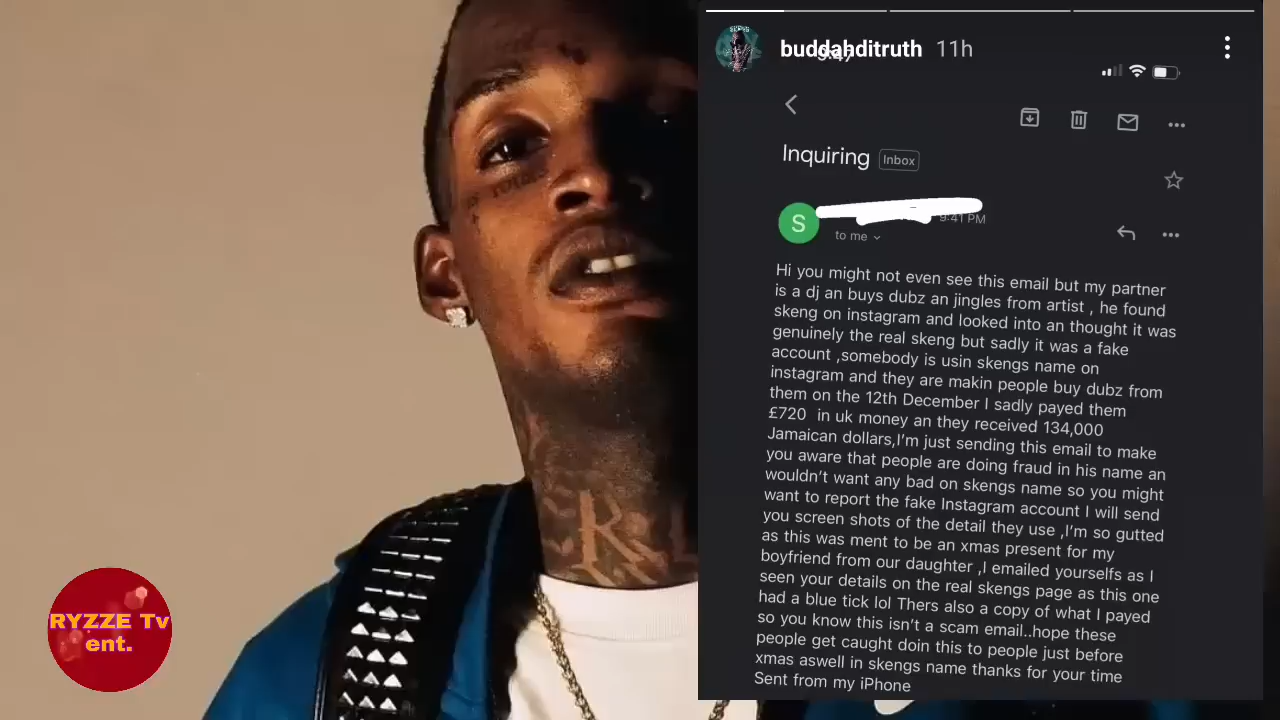 buddahditruth 11h
9:47
Inquiring Inbox
S
9:41 PM
to me
Hi you might not even see this email but my partner
is a dj an buys dubz an jingles from artist , he found
skeng on instagram and looked into an thought it was
genuinely the real skeng but sadly it was a fake
account ,somebody is usin skengs name on
instagram and they are makin people buy dubz from
them on the 12th December I sadly payed them
£720 in uk money an they received 134,000
Jamaican dollars,I'm just sending this email to make
you aware that people are doing fraud in his name an
wouldn't want any bad on skengs name so you might
want to report the fake Instagram account I will send
you screen shots of the detail they use ,I'm so gutted
as this was ment to be an xmas present for my
boyfriend from our daughter ,I emailed yourselfs as I
seen your details on the real skengs page as this one
had a blue tick lol Thers also a copy of what I payed
so you know this isn't a scam email..hope these
people get caught doin this to people just before
xmas aswell in skengs name thanks for your time
Sent from my iPhone
RYZZE Tv
ent.